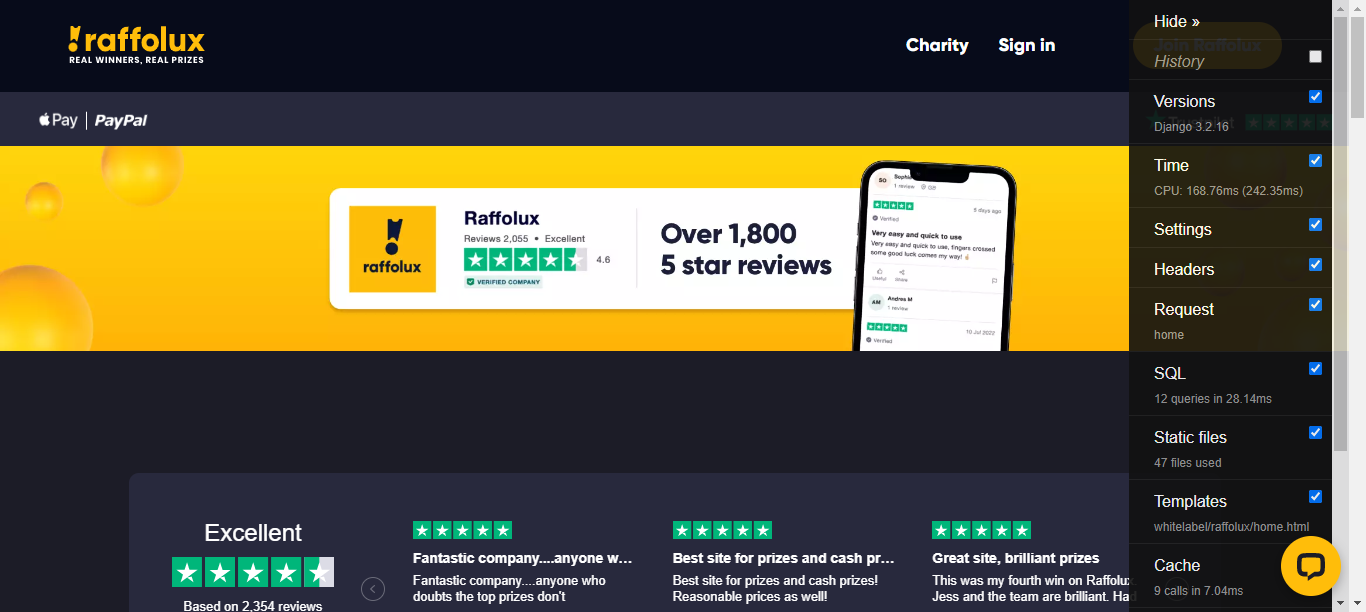 raffolux
REAL WINNERS, REAL PRIZES
Charity
Sign in
Join Raffolux
Hide »
History
Pay | PayPal
Trustpilot
Versions
Django 3.2.16
Time
CPU: 168.76ms (242.35ms)
Settings
Headers
Request
home
SQL
12 queries in 28.14ms
Static files
47 files used
Templates
whitelabel/raffolux/home.html
Cache
9 calls in 7.04ms
raffolux
Raffolux
Reviews 2,055 • Excellent
4.6
VERIFIED COMPANY
Over 1,800
5 star reviews
SO
Sophie
1 review
GB
5 days ago
Verified
Very easy and quick to use
Very easy and quick to use, fingers crossed
some good luck comes my way!
Useful
Share
AM
Andres M
1 review
10 Jul 2022
Verified
Excellent
Based on 2,354 reviews
Fantastic company....anyone w…
Fantastic company....anyone who
doubts the top prizes don't
Best site for prizes and cash pr…
Best site for prizes and cash prizes!
Reasonable prices as well!
Great site, brilliant prizes
This was my fourth win on Raffolux.
Jess and the team are brilliant. Had